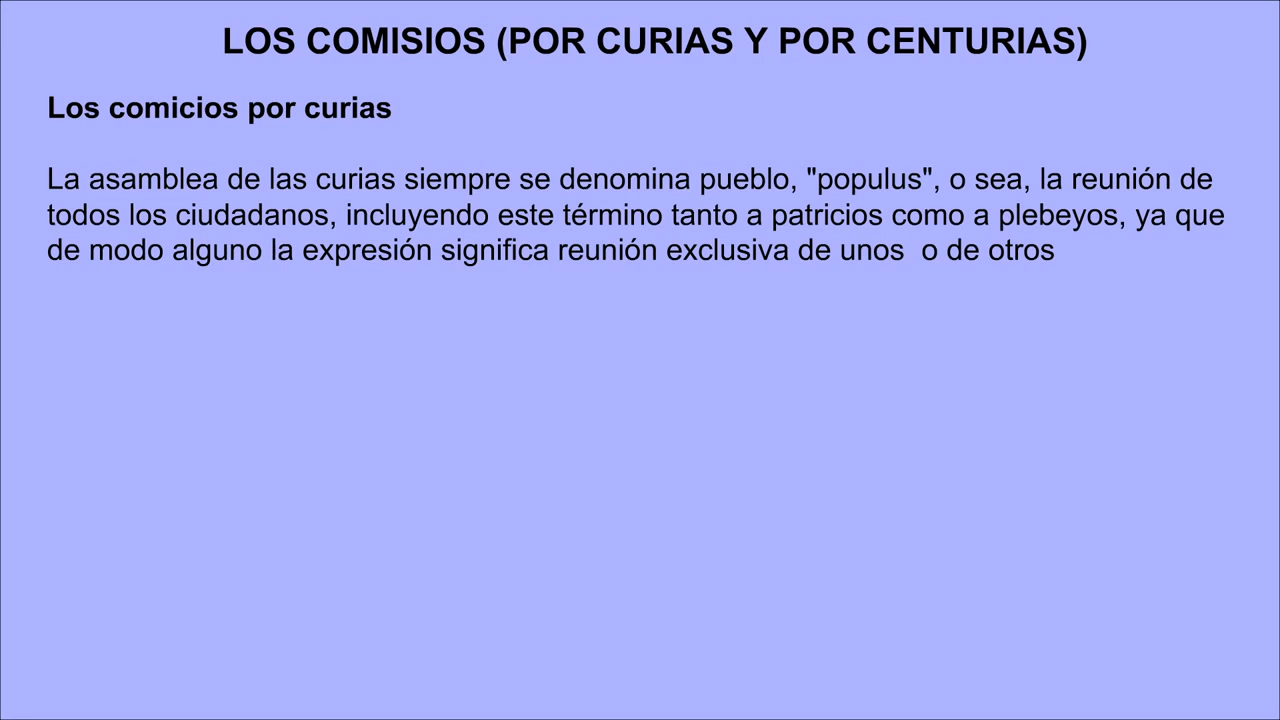 LOS COMISIOS (POR CURIAS Y POR CENTURIAS)
Los comicios por curias
La asamblea de las curias siempre se denomina pueblo, "populus", o sea, la reunión de
todos los ciudadanos, incluyendo este término tanto a patricios como a plebeyos, ya que
de modo alguno la expresión significa reunión exclusiva de unos  o de otros